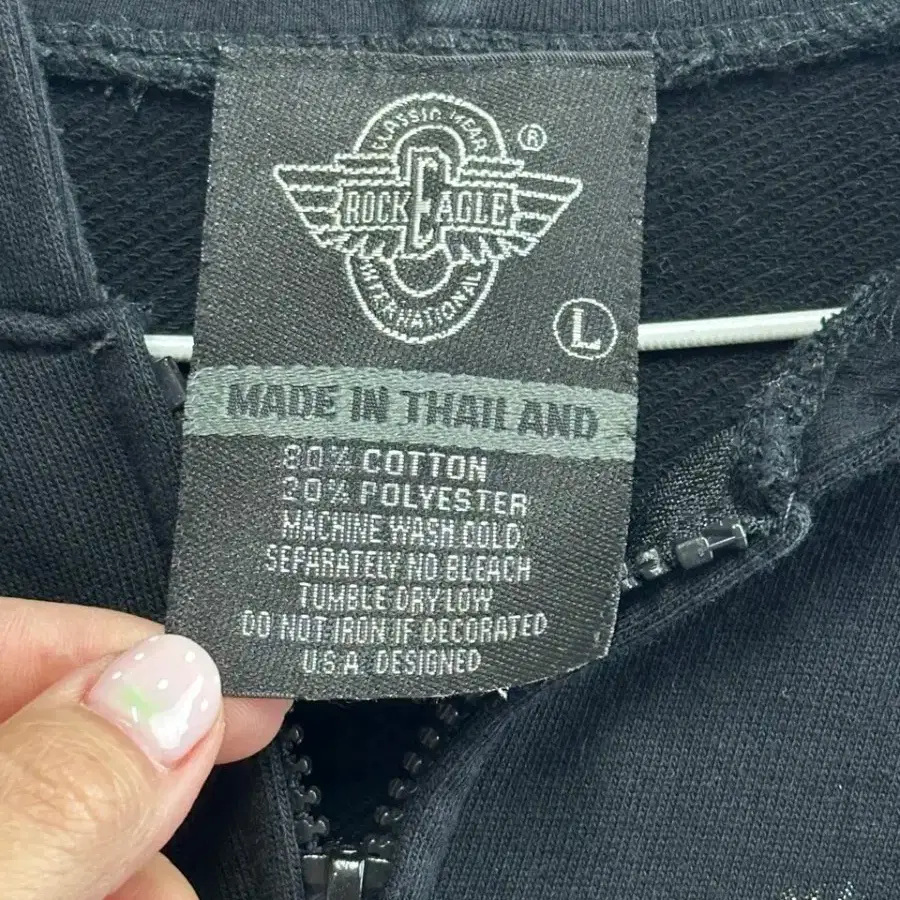 CLASSIC WEAR
®
ROCK EAGLE
INTERNATIONAL
L
MADE IN THAILAND
80% COTTON
20% POLYESTER
MACHINE WASH COLD
SEPARATELY NO BLEACH
TUMBLE DRY LOW
DO NOT IRON IF DECORATED
U.S.A. DESIGNED